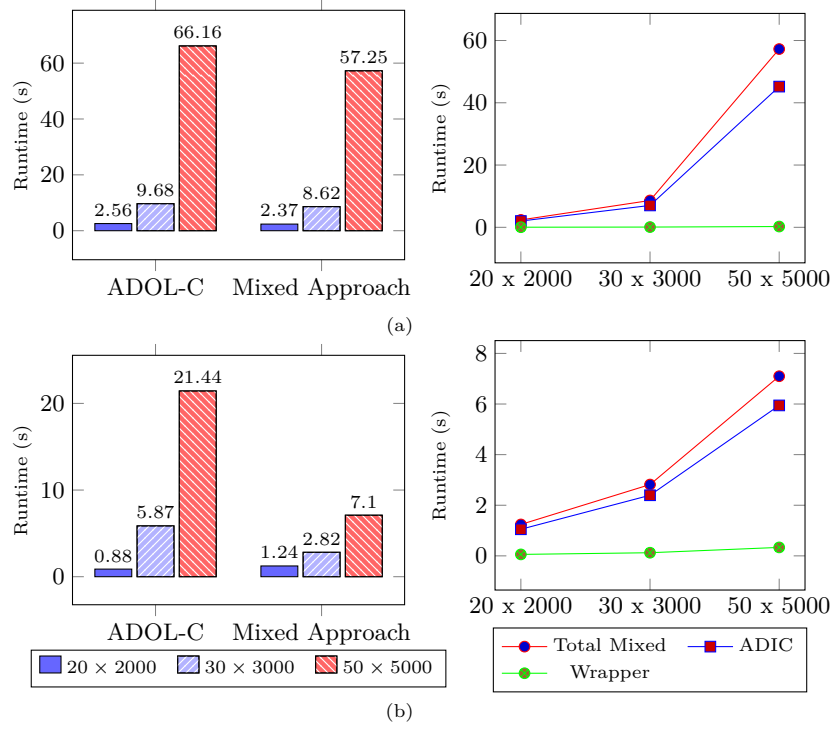 66.16
57.25
9.68
8.62
2.56
2.37
60
40
20
0
Runtime (s)
ADOL-C
Mixed Approach
60
40
20
0
Runtime (s)
20 x 2000
30 x 3000
50 x 5000
(a)
21.44
5.87
7.1
0.88
1.24
2.82
20
10
0
Runtime (s)
ADOL-C
Mixed Approach
20 × 2000
30 × 3000
50 × 5000
8
6
4
2
0
Runtime (s)
20 x 2000
30 x 3000
50 x 5000
Total Mixed
ADIC
Wrapper
(b)